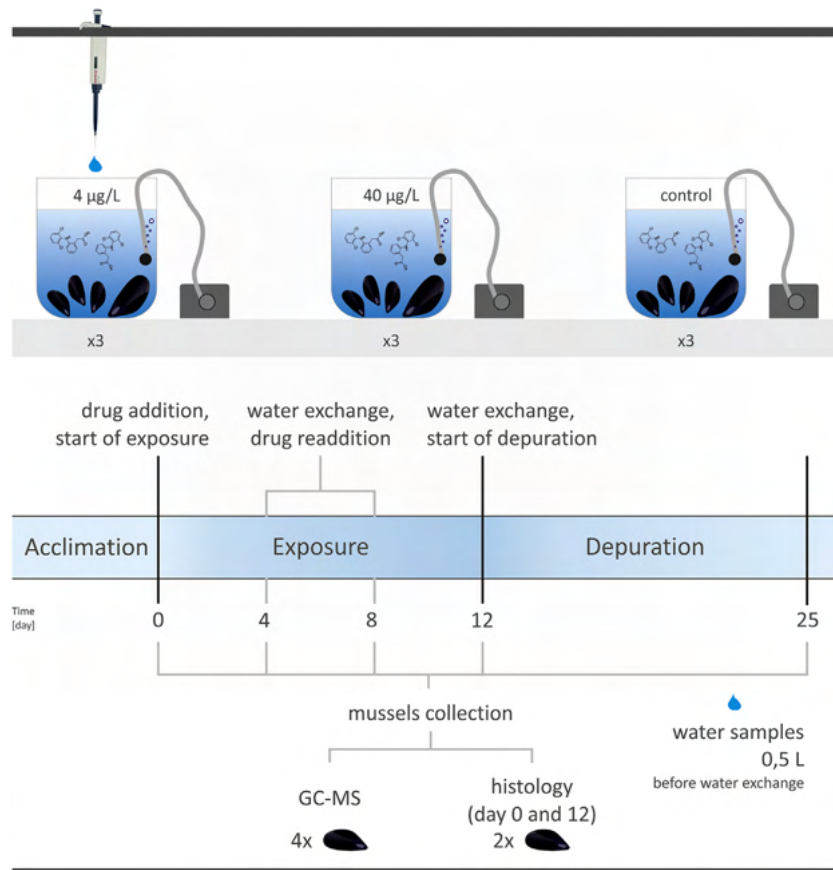 4 µg/L
40 µg/L
control
x3
x3
x3
drug addition,
start of exposure
water exchange,
drug readdition
water exchange,
start of depuration
Acclimation
Exposure
Depuration
Time
[day]
0
4
8
12
25
mussels collection
GC-MS
4x
histology
(day 0 and 12)
2x
water samples
0,5 L
before water exchange